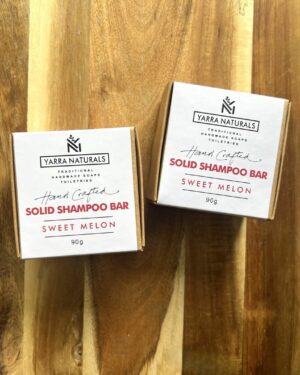 YARRA NATURALS
TRADITIONAL
HANDMADE SOAPS
TOILETRIES
Hand Crafted
SOLID SHAMPOO BAR
SWEET MELON
90g
YARRA NATURALS
TRADITIONAL
HANDMADE SOAPS
TOILETRIES
Hand Crafted
SOLID SHAMPOO BAR
SWEET MELON
90g